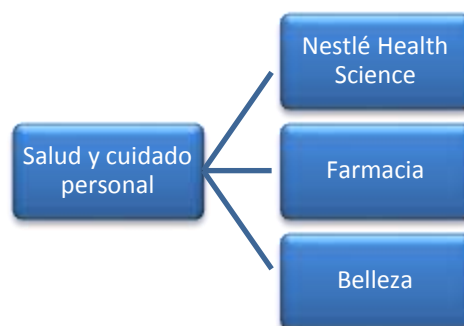 Salud y cuidado
personal
Nestlé Health
Science
Farmacia
Belleza